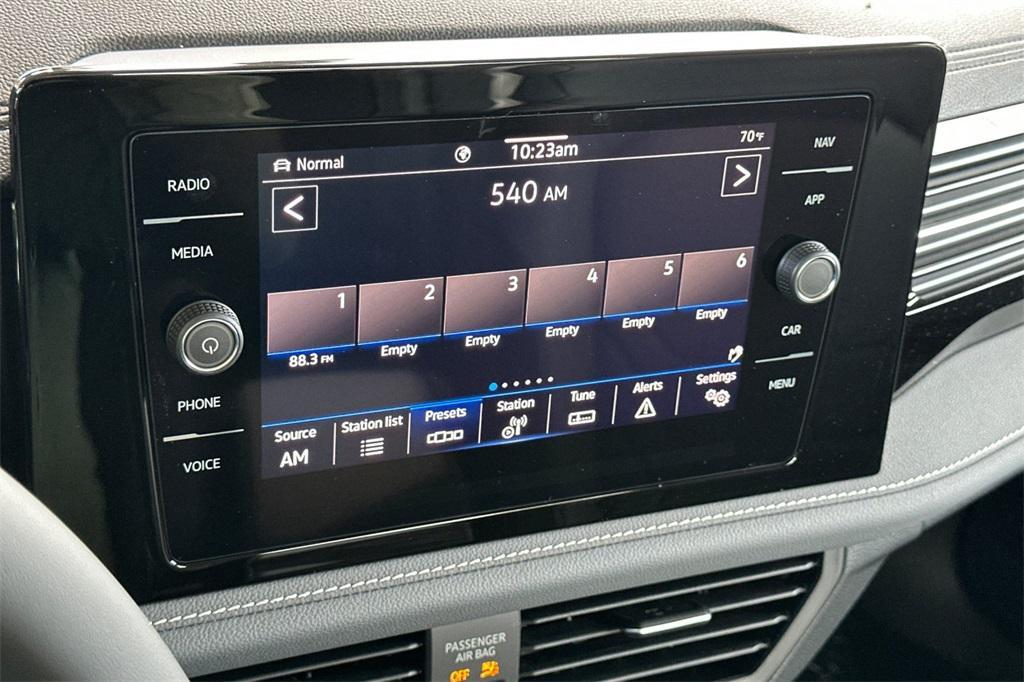 RADIO
MEDIA
PHONE
VOICE
Normal
10:23am
70°F
<
540 AM
>
1
2
3
4
5
6
88.3 FM
Empty
Empty
Empty
Empty
Empty
Source
AM
Station list
Presets
Station
Tune
Alerts
Settings
NAV
APP
CAR
MENU
PASSENGER
AIR BAG
OFF